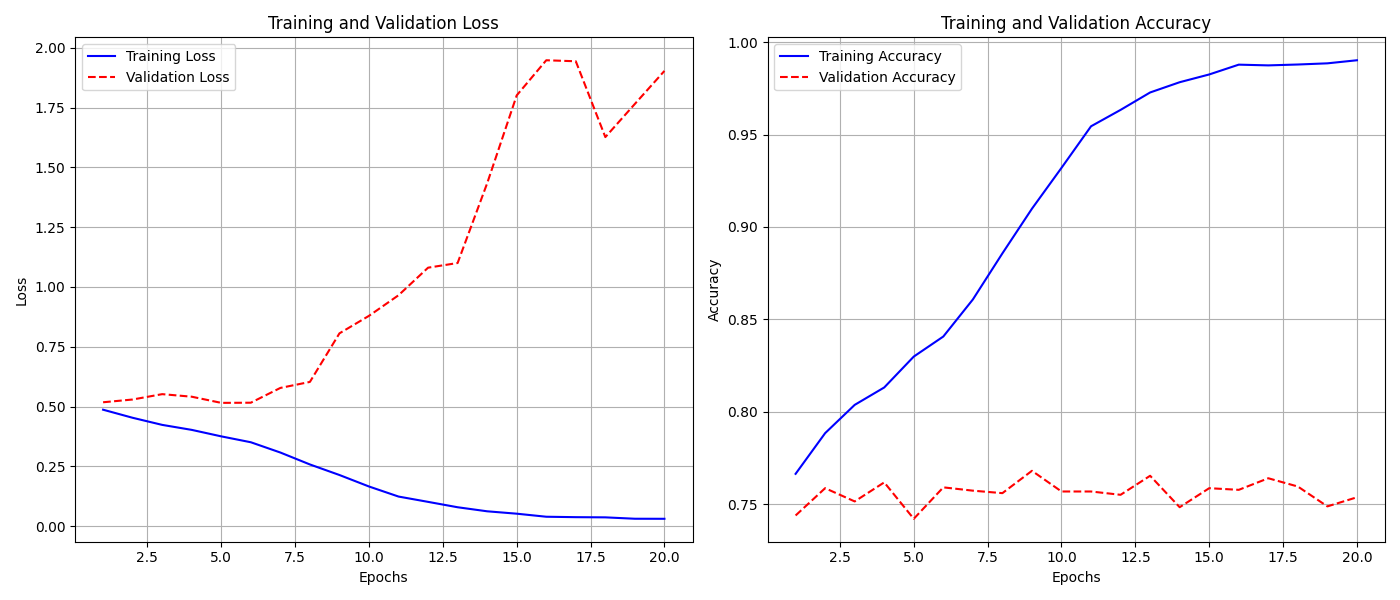 Training and Validation Loss
Training Loss
Validation Loss
2.00
1.75
1.50
1.25
1.00
0.75
0.50
0.25
0.00
Loss
2.5 5.0 7.5 10.0 12.5 15.0 17.5 20.0
Epochs
Training and Validation Accuracy
Training Accuracy
Validation Accuracy
1.00
0.95
0.90
0.85
0.80
0.75
Accuracy
2.5 5.0 7.5 10.0 12.5 15.0 17.5 20.0
Epochs